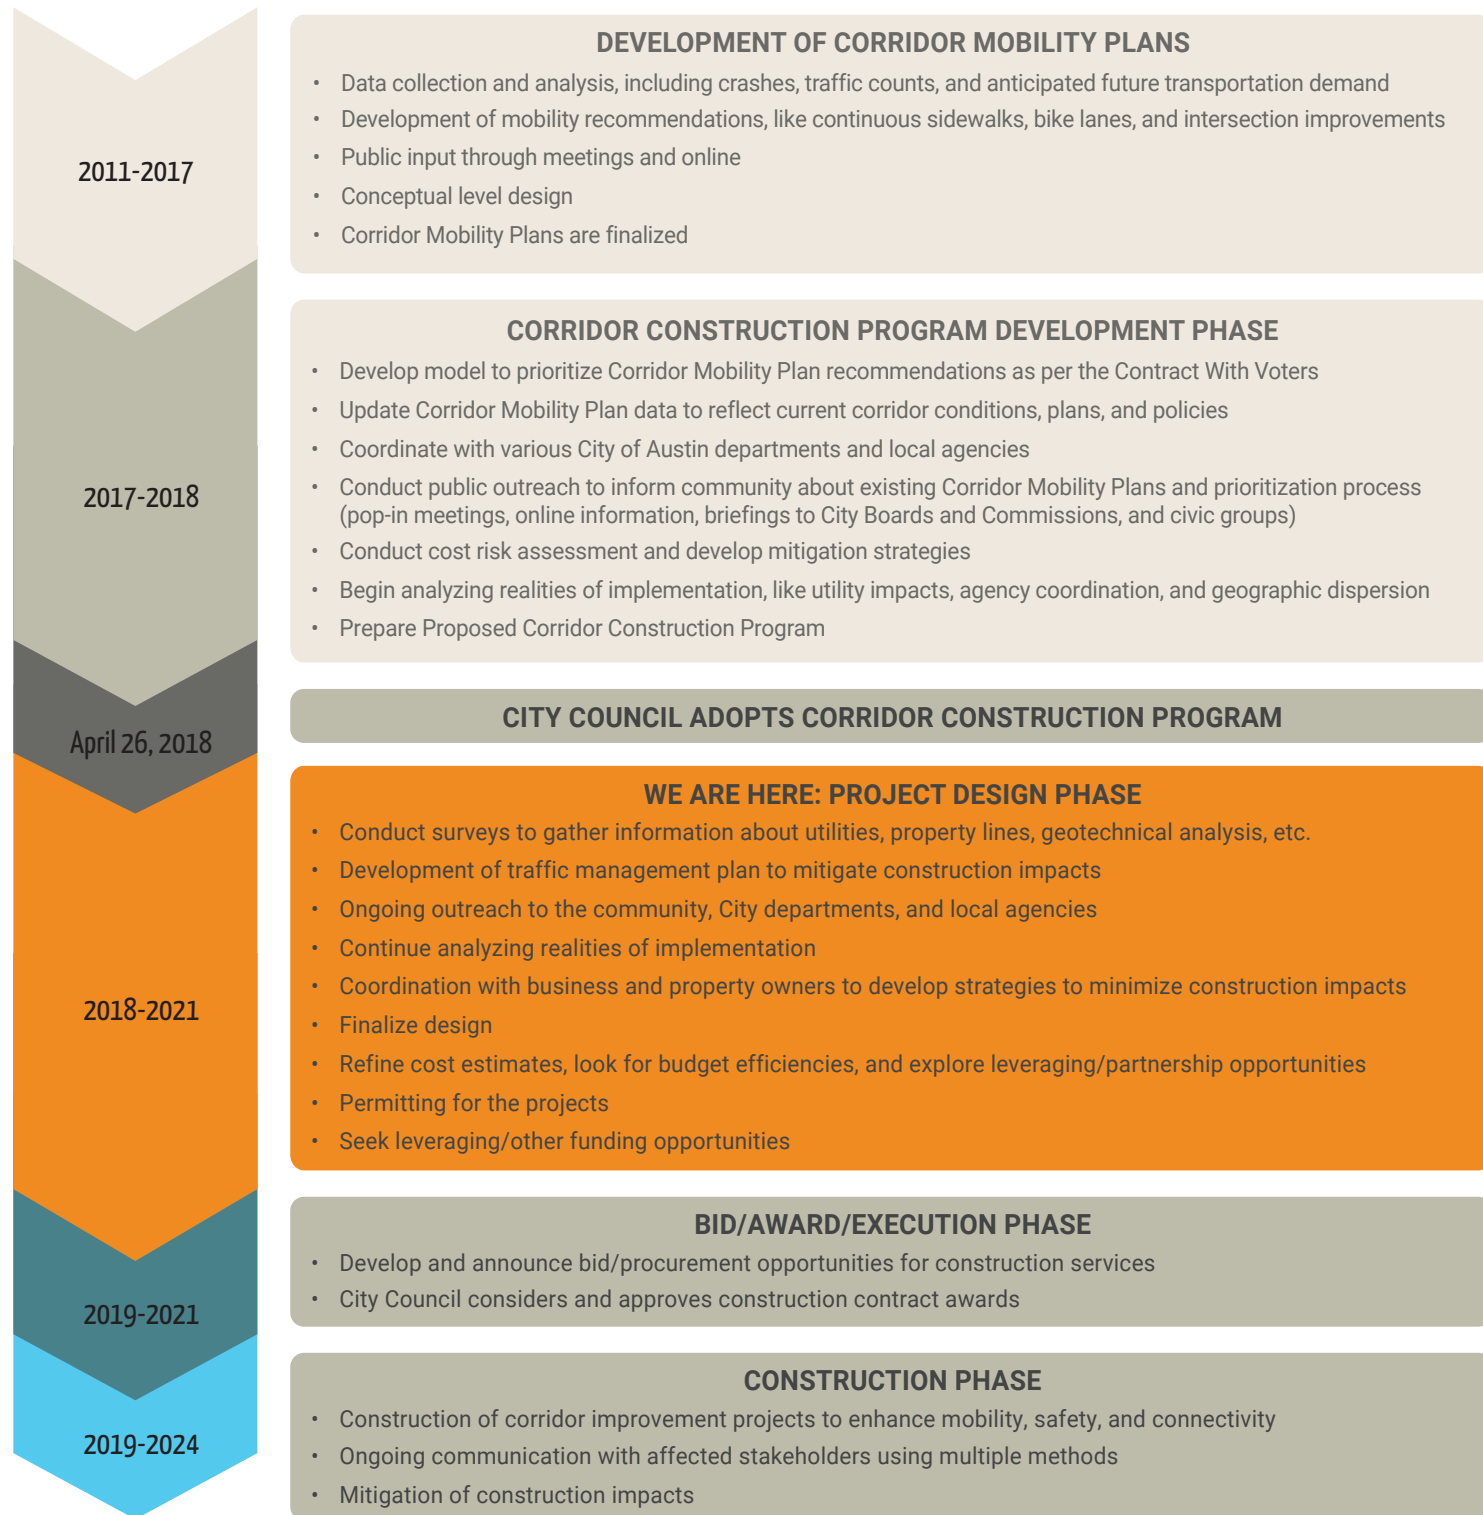 DEVELOPMENT OF CORRIDOR MOBILITY PLANS
• Data collection and analysis, including crashes, traffic counts, and anticipated future transportation demand
• Development of mobility recommendations, like continuous sidewalks, bike lanes, and intersection improvements
2011-2017
• Public input through meetings and online
• Conceptual level design
• Corridor Mobility Plans are finalized
CORRIDOR CONSTRUCTION PROGRAM DEVELOPMENT PHASE
• Develop model to prioritize Corridor Mobility Plan recommendations as per the Contract With Voters
• Update Corridor Mobility Plan data to reflect current corridor conditions, plans, and policies
• Coordinate with various City of Austin departments and local agencies
2017-2018
• Conduct public outreach to inform community about existing Corridor Mobility Plans and prioritization process
(pop-in meetings, online information, briefings to City Boards and Commissions, and civic groups)
• Conduct cost risk assessment and develop mitigation strategies
• Begin analyzing realities of implementation, like utility impacts, agency coordination, and geographic dispersion
• Prepare Proposed Corridor Construction Program
April 26, 2018
CITY COUNCIL ADOPTS CORRIDOR CONSTRUCTION PROGRAM
WE ARE HERE: PROJECT DESIGN PHASE
• Conduct surveys to gather information about utilities, property lines, geotechnical analysis, etc.
• Development of traffic management plan to mitigate construction impacts
• Ongoing outreach to the community, City departments, and local agencies
• Continue analyzing realities of implementation
• Coordination with business and property owners to develop strategies to minimize construction impacts
2018-2021
• Finalize design
• Refine cost estimates, look for budget efficiencies, and explore leveraging/partnership opportunities
• Permitting for the projects
• Seek leveraging/other funding opportunities
BID/AWARD/EXECUTION PHASE
• Develop and announce bid/procurement opportunities for construction services
• City Council considers and approves construction contract awards
2019-2021
CONSTRUCTION PHASE
• Construction of corridor improvement projects to enhance mobility, safety, and connectivity
2019-2024
• Ongoing communication with affected stakeholders using multiple methods
• Mitigation of construction impacts